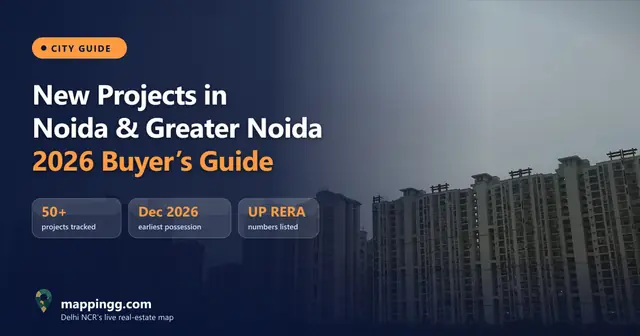 CITY GUIDE
New Projects in
Noida & Greater Noida
2026 Buyer’s Guide
50+
projects tracked
Dec 2026
earliest possession
UP RERA
numbers listed
mappingg.com
Delhi NCR's live real-estate map